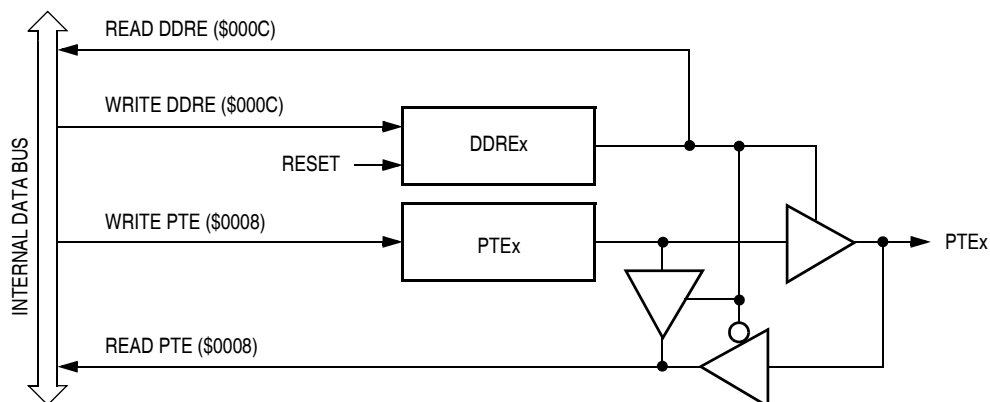 READ DDRE ($000C)
WRITE DDRE ($000C)
DDREx
RESET
WRITE PTE ($0008)
PTEx
PTEx
READ PTE ($0008)
INTERNAL DATA BUS